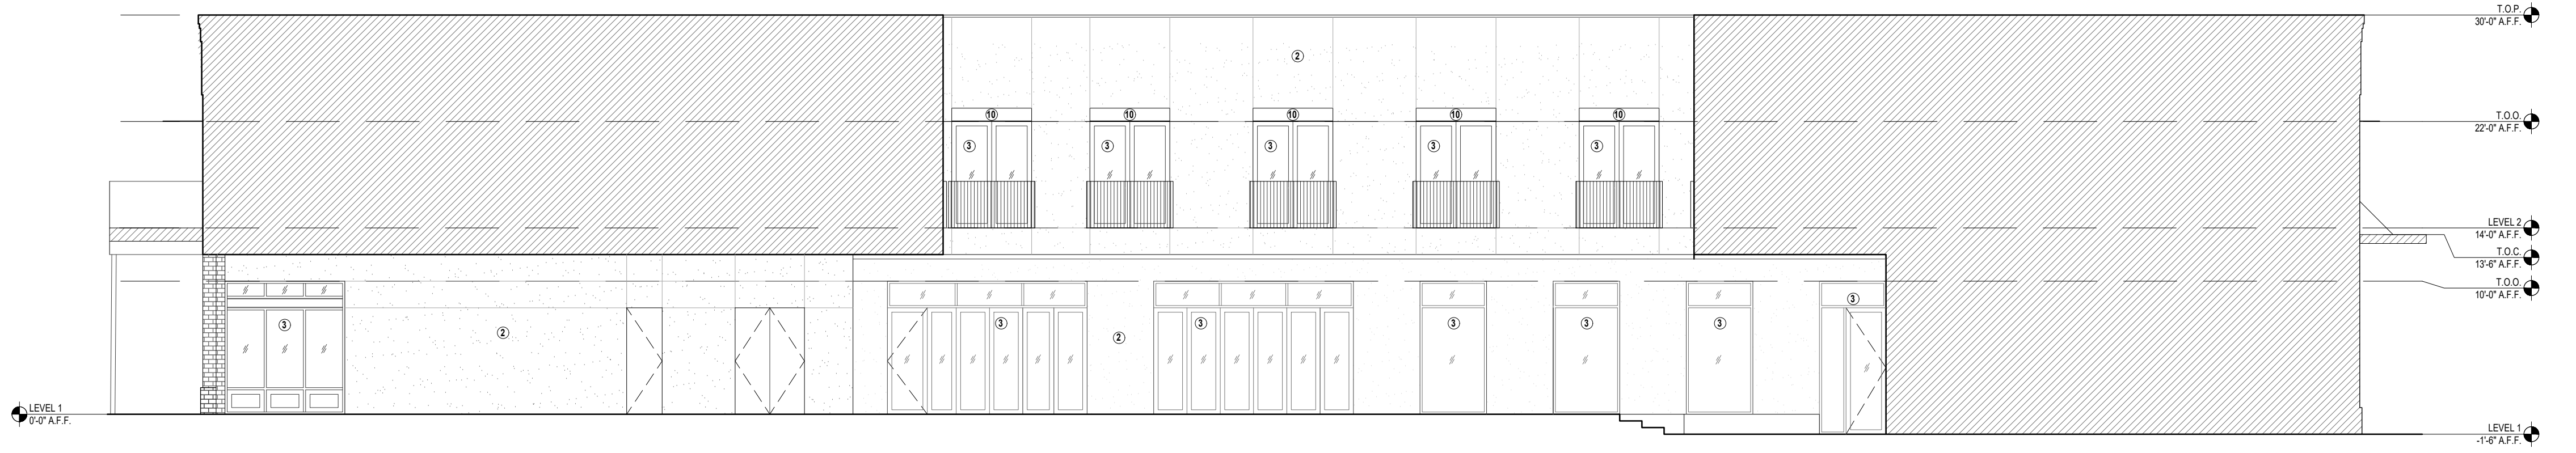 T.O.P.
30'-0" A.F.F.
2
10 10 10 10 10
T.O.O.
22'-0" A.F.F.
3 3 3 3 3
LEVEL 2
14'-0" A.F.F.
T.O.C.
13'-6" A.F.F.
T.O.O.
10'-0" A.F.F.
3
3 2 3 3 2 3 3 3 3
LEVEL 1
0'-0" A.F.F.
LEVEL 1
-1'-6" A.F.F.